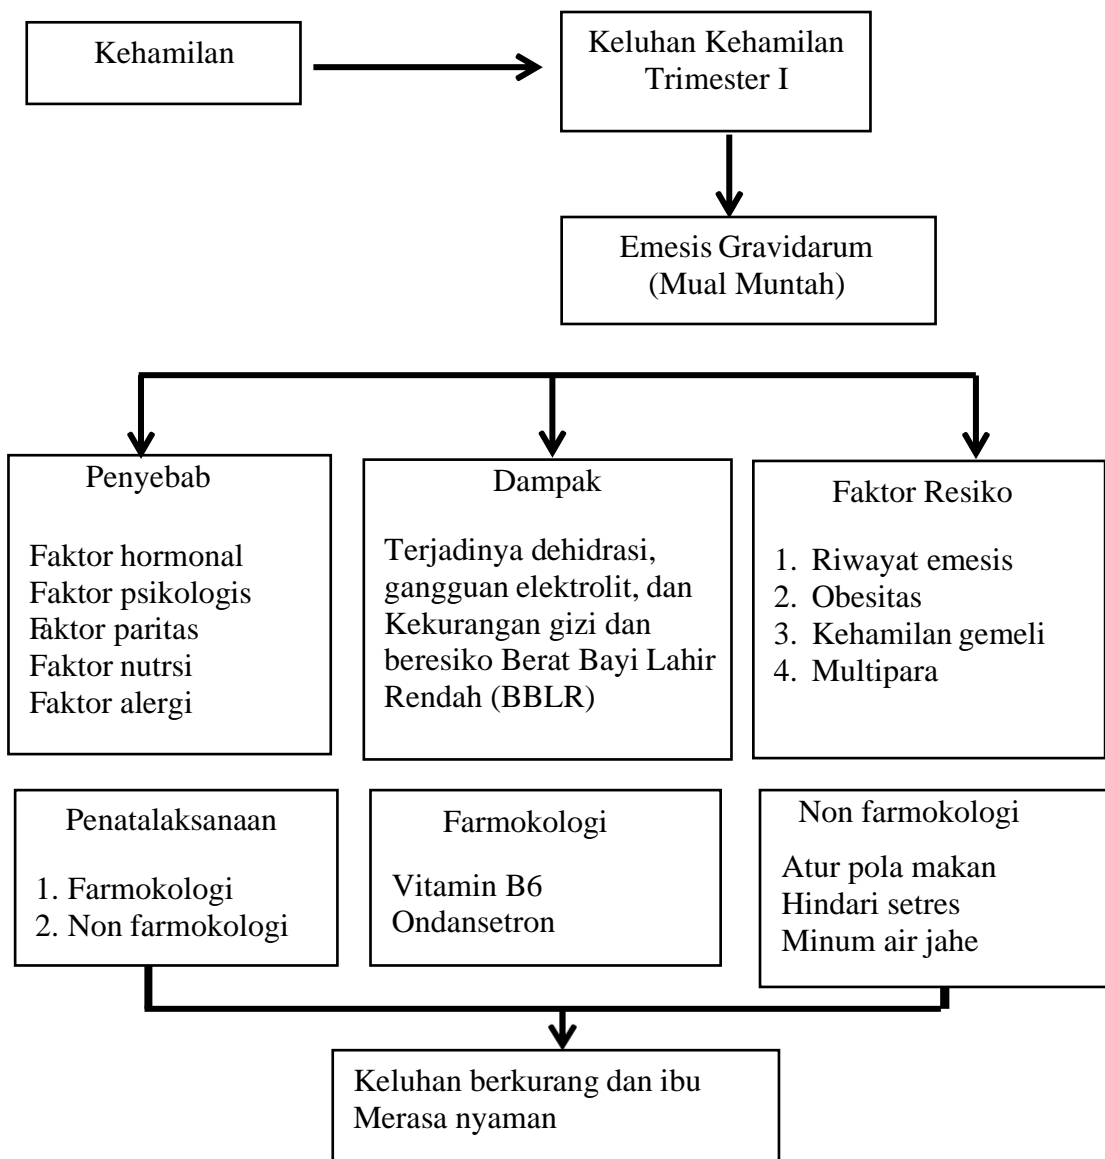 Kehamilan
Keluhan Kehamilan
Trimester I
Emesis Gravidarum
(Mual Muntah)
Penyebab
Faktor hormonal
Faktor psikologis
Faktor paritas
Faktor nutrsi
Faktor alergi
Dampak
Terjadinya dehidrasi,
gangguan elektrolit, dan
Kekurangan gizi dan
beresiko Berat Bayi Lahir
Rendah (BBLR)
Faktor Resiko
1. Riwayat emesis
2. Obesitas
3. Kehamilan gemeli
4. Multipara
Penatalaksanaan
1. Farmokologi
2. Non farmokologi
Farmokologi
Vitamin B6
Ondansetron
Non farmokologi
Atur pola makan
Hindari setres
Minum air jahe
Keluhan berkurang dan ibu
Merasa nyaman